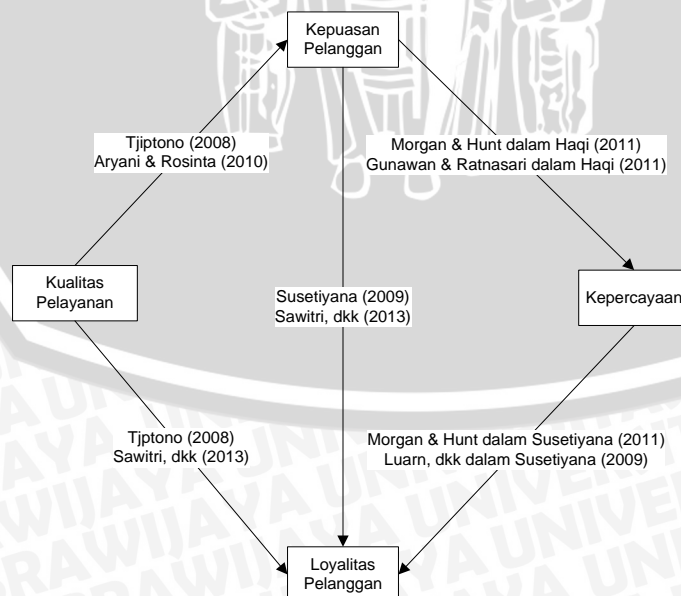 Kepuasan
Pelanggan
Tjiptono (2008)
Aryani & Rosinta (2010)
Morgan & Hunt dalam Haqi (2011)
Gunawan & Ratnasari dalam Haqi (2011)
Kualitas
Pelayanan
Susetiyana (2009)
Sawitri, dkk (2013)
Kepercayaan
Tjptono (2008)
Sawitri, dkk (2013)
Morgan & Hunt dalam Susetiyana (2011)
Luarn, dkk dalam Susetiyana (2009)
Loyalitas
Pelanggan